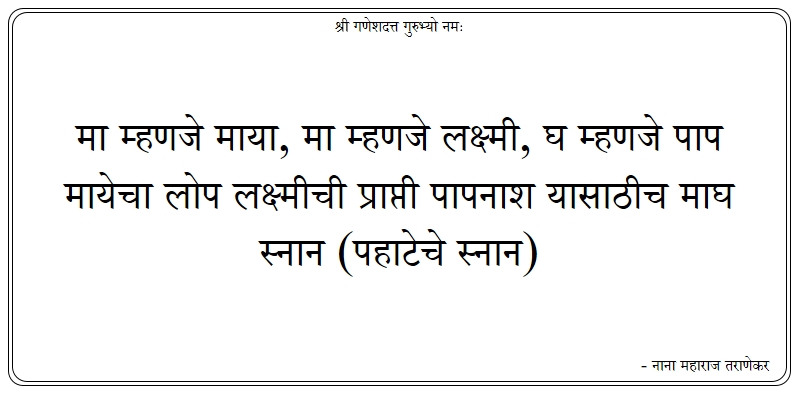 श्री गणेशदत्त गुरुभ्यो नमः
मा म्हणजे माया, मा म्हणजे लक्ष्मी, घ म्हणजे पाप
मायेचा लोप लक्ष्मीची प्राप्ती पापनाश यासाठीच माघ
स्नान (पहाटेचे स्नान)
- नाना महाराज तराणेकर